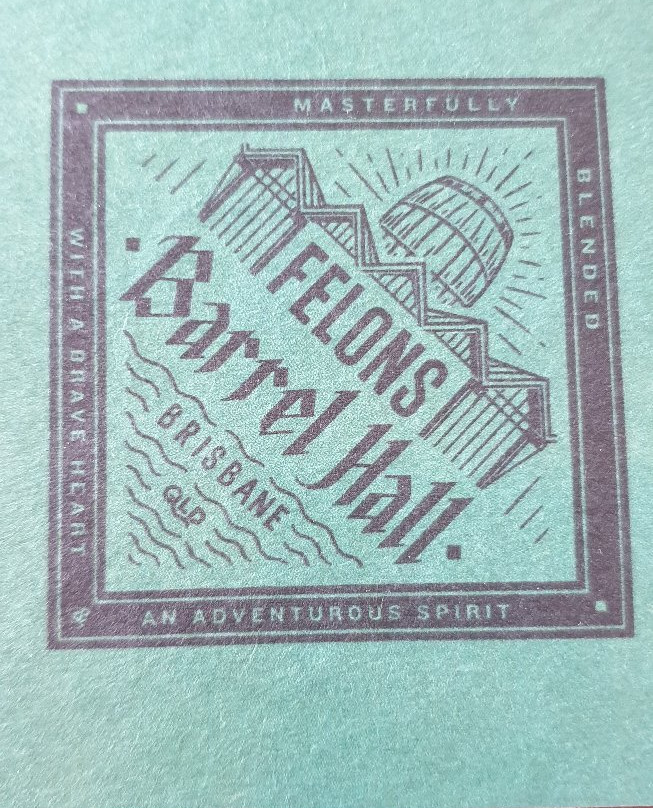 MASTERFULLY
BLENDED
WITH A BRAVE HEART
& AN ADVENTUROUS SPIRIT
FELONS
Barrel Hall.
BRISBANE
QLD